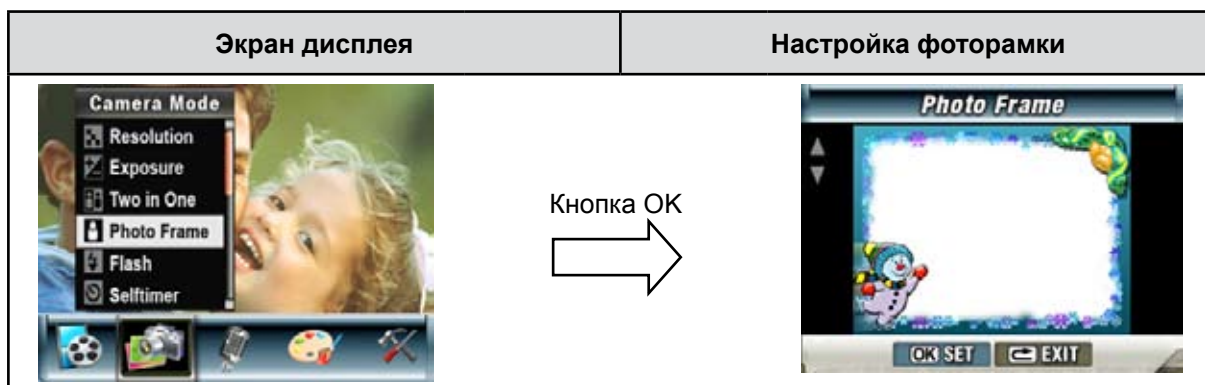 Экран дисплея
Настройка фоторамки
Camera Mode
Resolution
Exposure
Two in One
Photo Frame
Flash
Selftimer
Кнопка OK
Photo Frame
OK SET
EXIT